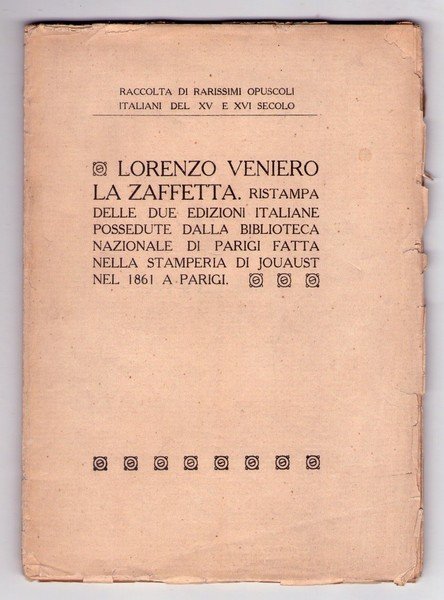 RACCOLTA DI RARISSIMI OPUSCOLI
ITALIANI DEL XV E XVI SECOLO
LORENZO VENIERO
LA ZAFFETTA. RISTAMPA
DELLE DUE EDIZIONI ITALIANE
POSSEDUTE DALLA BIBLIOTECA
NAZIONALE DI PARIGI FATTA
NELLA STAMPERIA DI JOUAUST
NEL 1861 A PARIGI.